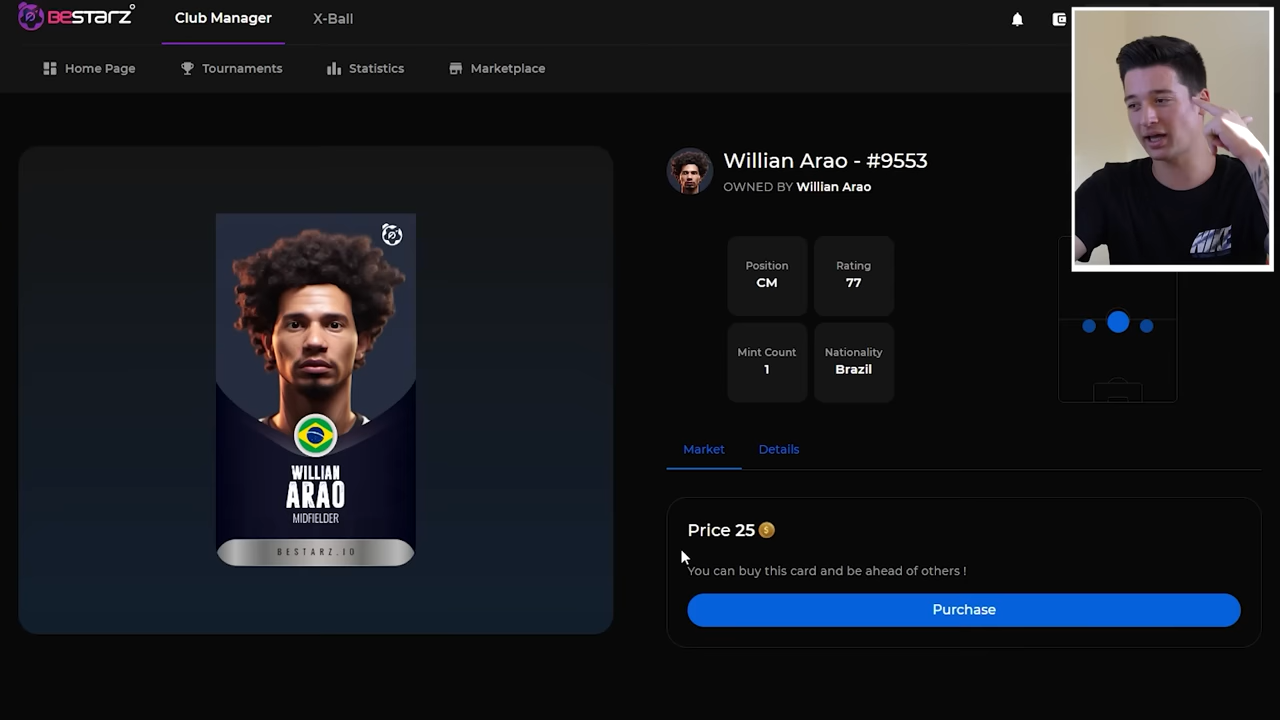 BESTARZ
Club Manager
X-Ball
Home Page
Tournaments
Statistics
Marketplace
Willian Arao - #9553
OWNED BY Willian Arao
Position
CM
Rating
77
Mint Count
1
Nationality
Brazil
WILLIAN
ARAO
MIDFIELDER
BESTARZ.IO
Market
Details
Price 25
You can buy this card and be ahead of others !
Purchase
NIKE